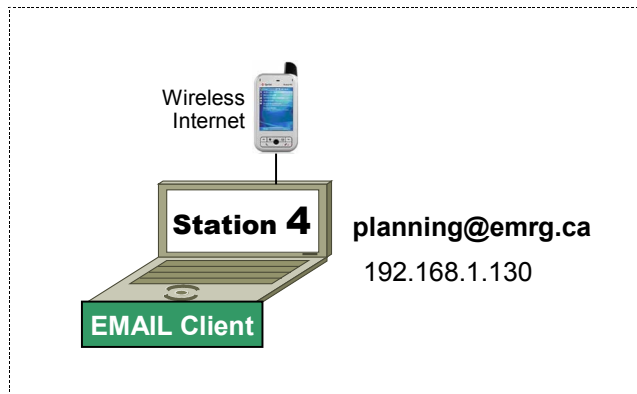 Wireless
Internet
Station 4
planning@emrg.ca
192.168.1.130
EMAIL Client